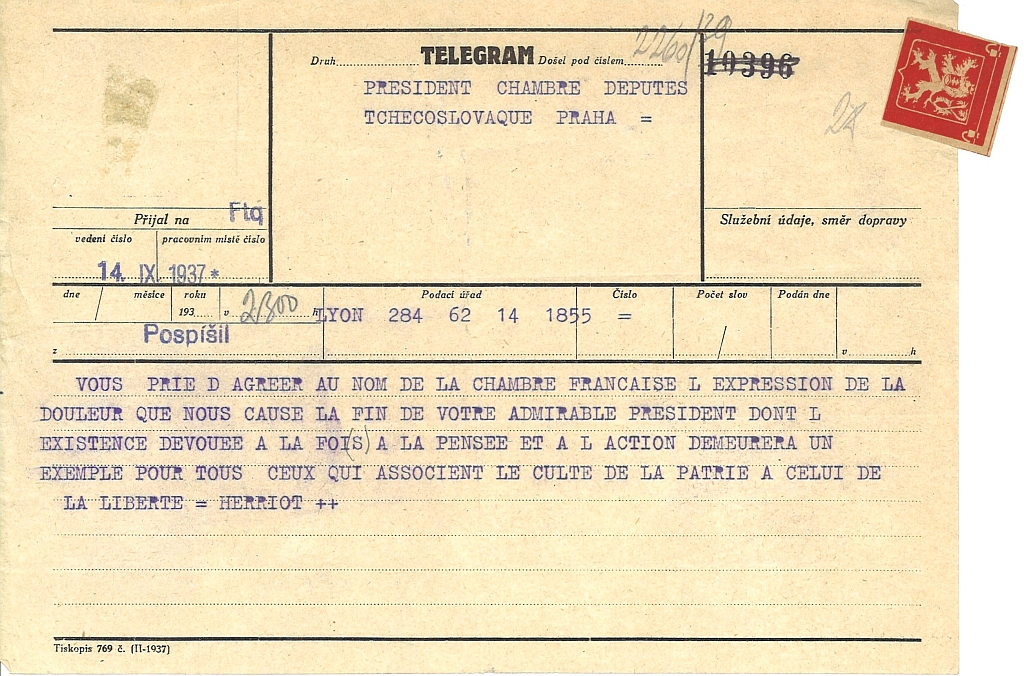 2260/39
Druh TELEGRAM Došel pod číslem 10396
PRESIDENT CHAMBRE DEPUTES
TCHECOSLOVAQUE PRAHA =
Přijal na Ftq
Služební údaje, směr dopravy
vedení číslo pracovním místě číslo
14. IX. 1937 *
dne / měsíce roku Podací úřad Číslo Počet slov Podán dne
193 v 2300 h LYON 284 62 14 1855 =
Pospíšil
z / v h
VOUS PRIE D AGREER AU NOM DE LA CHAMBRE FRANCAISE L EXPRESSION DE LA
DOULEUR QUE NOUS CAUSE LA FIN DE VOTRE ADMIRABLE PRESIDENT DONT L
EXISTENCE DEVOUEE A LA FOI(S) A LA PENSEE ET A L ACTION DEMEURERA UN
EXEMPLE POUR TOUS CEUX QUI ASSOCIENT LE CULTE DE LA PATRIE A CELUI DE
LA LIBERTE = HERRIOT ++
Tiskopis 769 č. (II-1937)